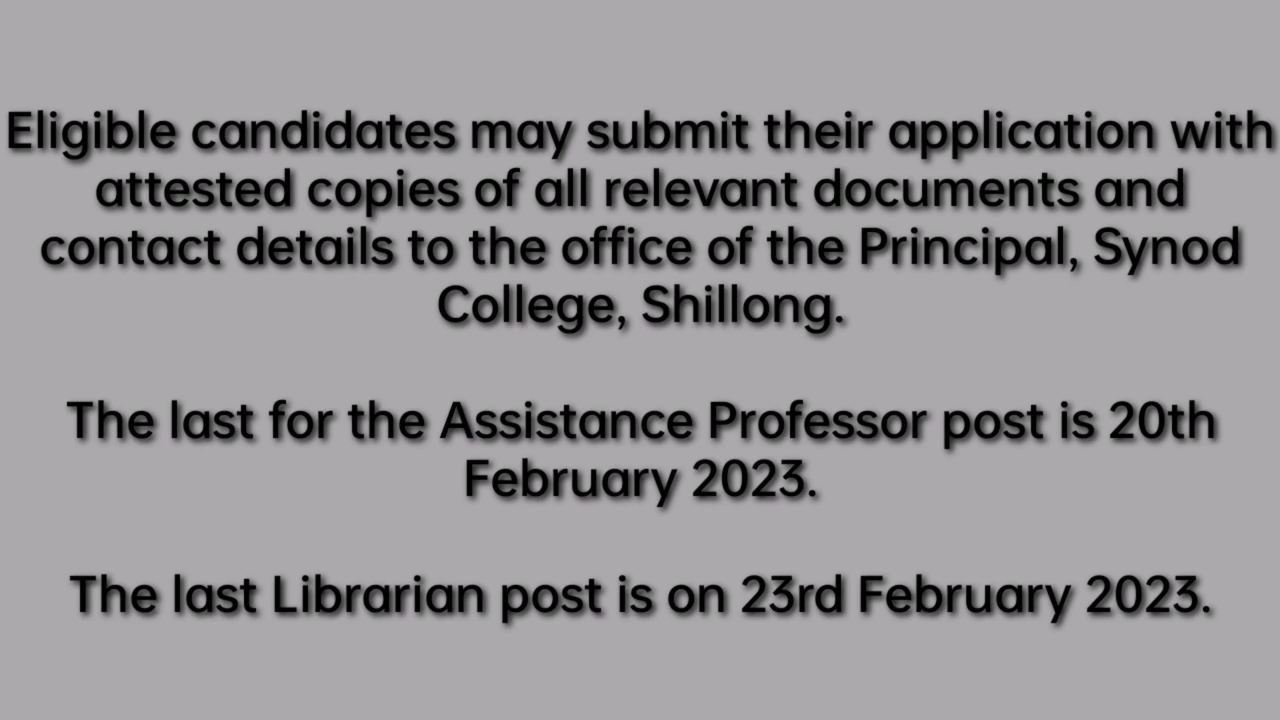 Eligible candidates may submit their application with
attested copies of all relevant documents and
contact details to the office of the Principal, Synod
College, Shillong.
The last for the Assistance Professor post is 20th
February 2023.
The last Librarian post is on 23rd February 2023.